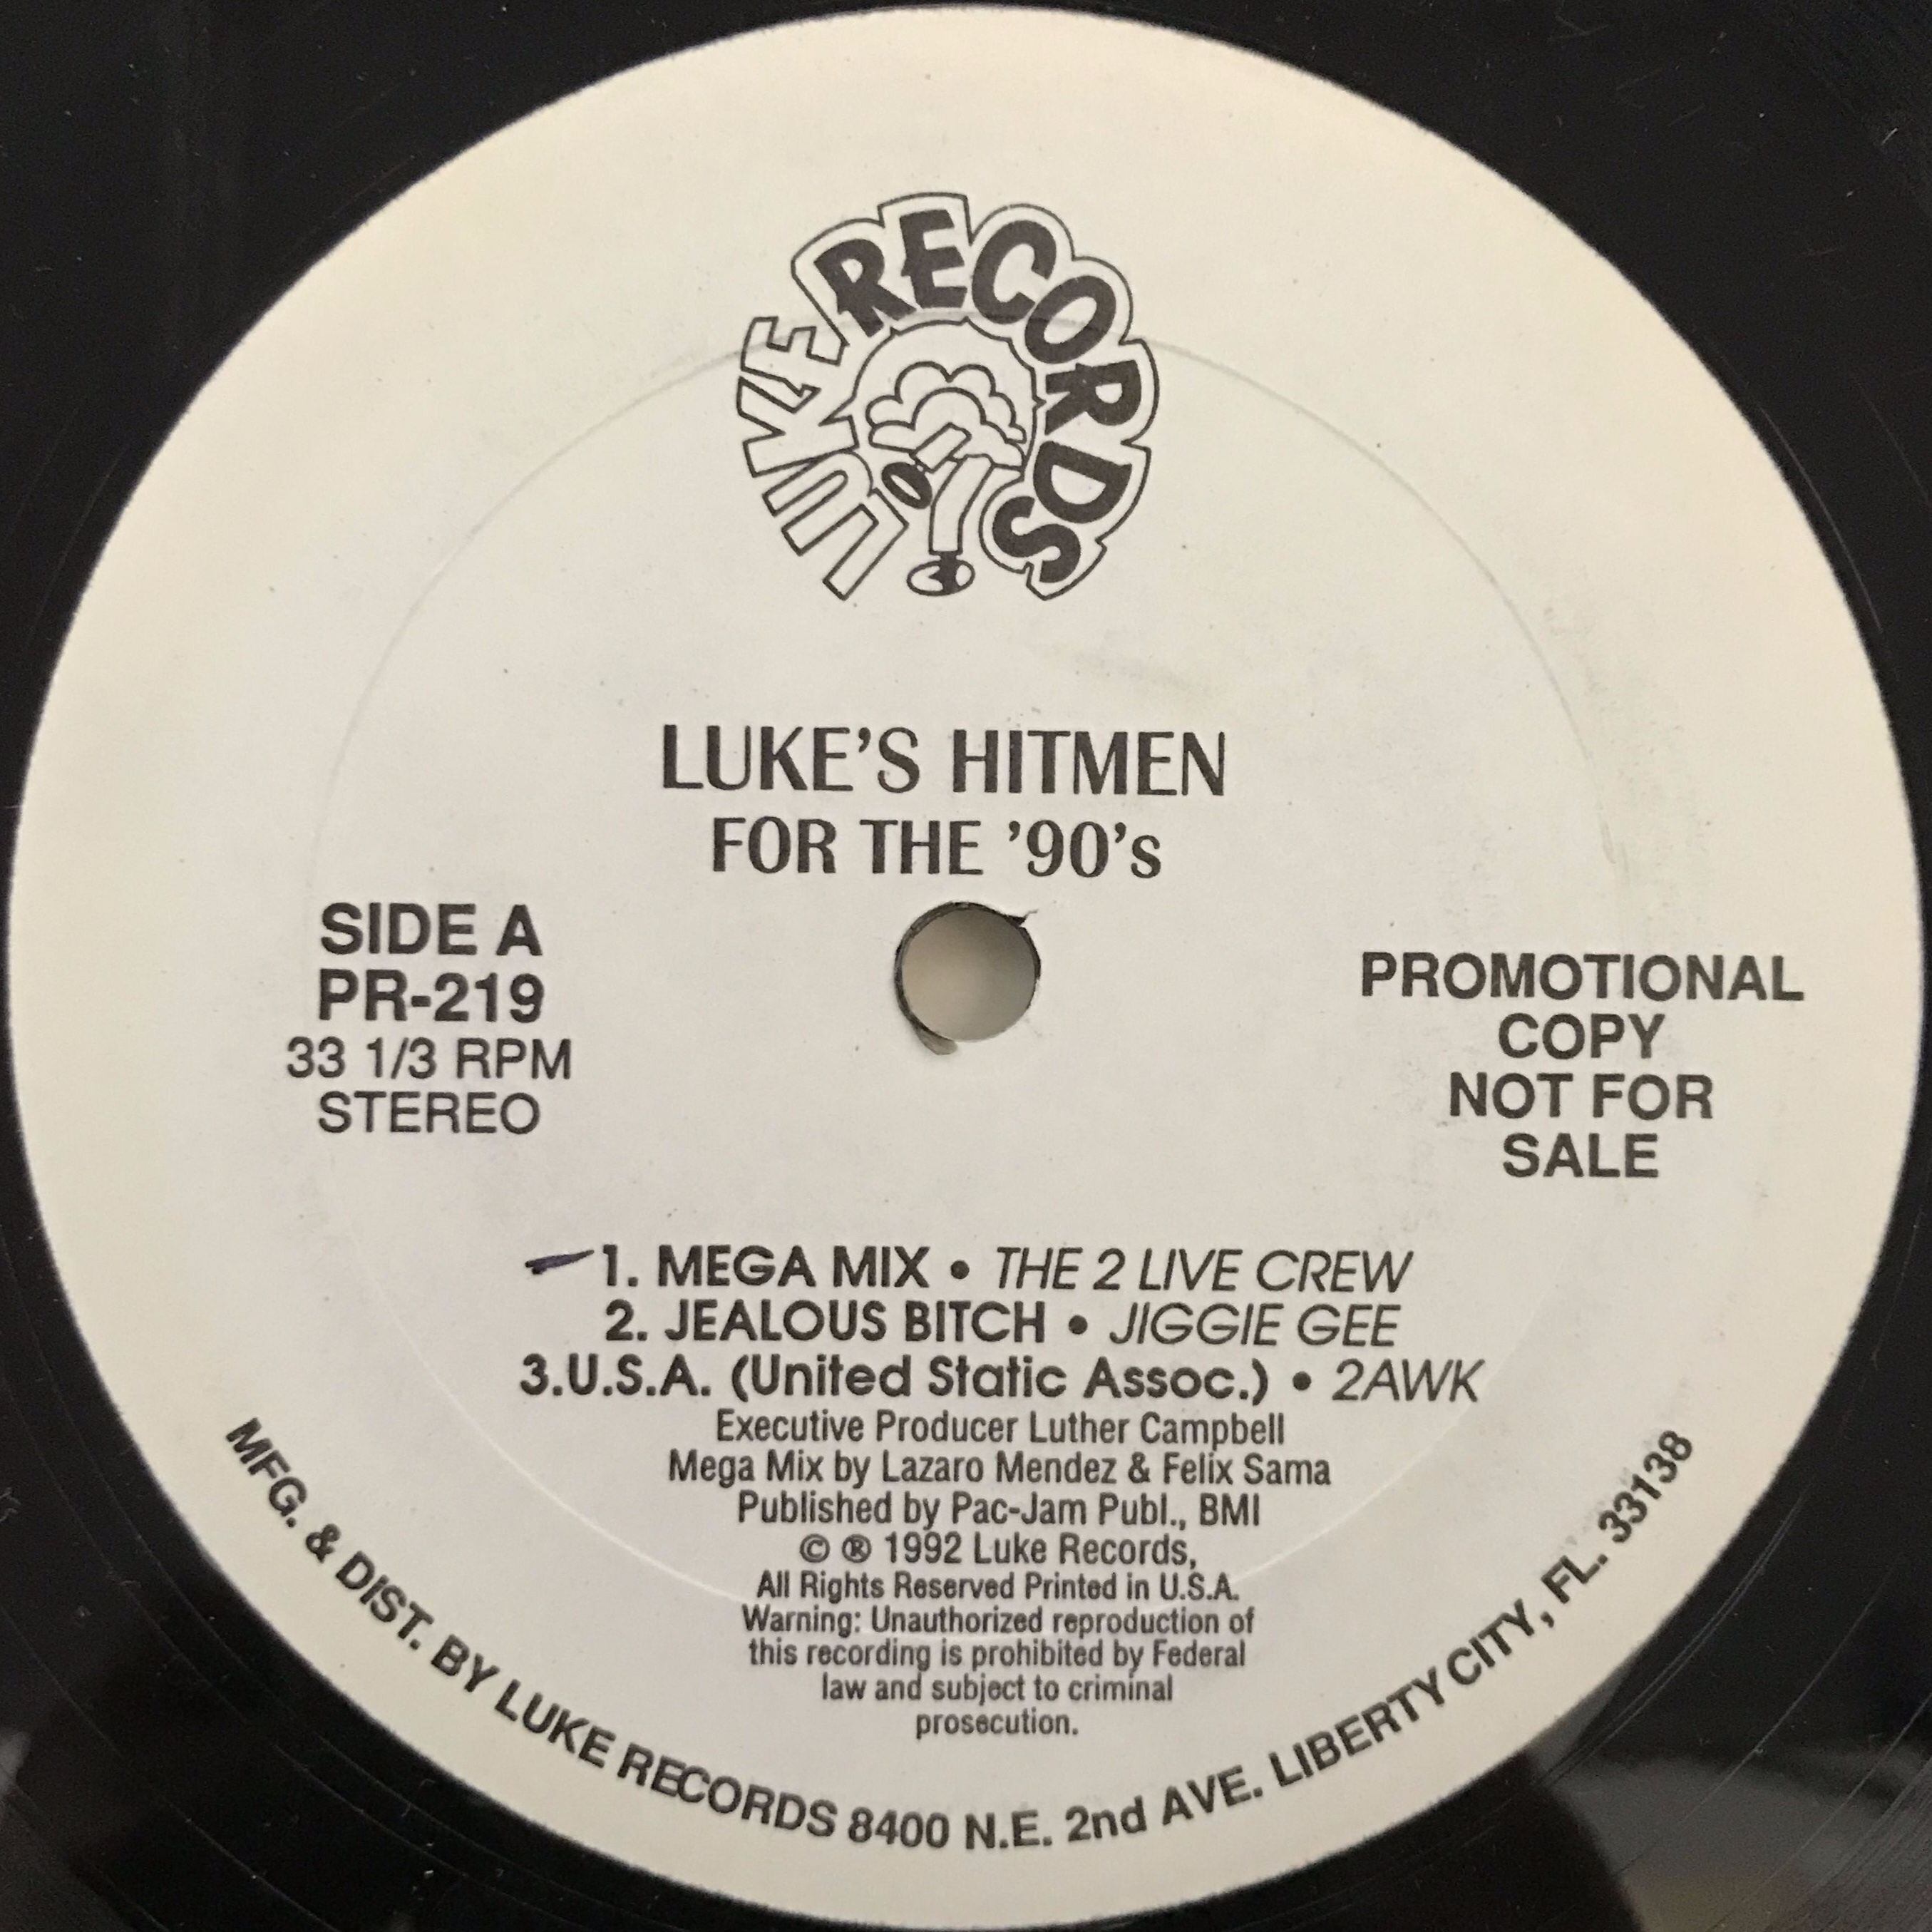 LUKE RECORDS
LUKE'S HITMEN
FOR THE '90's
SIDE A
PR-219
33 1/3 RPM
STEREO
PROMOTIONAL
COPY
NOT FOR
SALE
1. MEGA MIX • THE 2 LIVE CREW
2. JEALOUS BITCH • JIGGIE GEE
3.U.S.A. (United Static Assoc.) • 2AWK
Executive Producer Luther Campbell
Mega Mix by Lazaro Mendez & Felix Sama
Published by Pac-Jam Publ., BMI
© ® 1992 Luke Records,
All Rights Reserved Printed in U.S.A.
Warning: Unauthorized reproduction of
this recording is prohibited by Federal
law and subject to criminal
prosecution.
MFG. & DIST. BY LUKE RECORDS 8400 N.E. 2nd AVE. LIBERTY CITY, FL. 33138